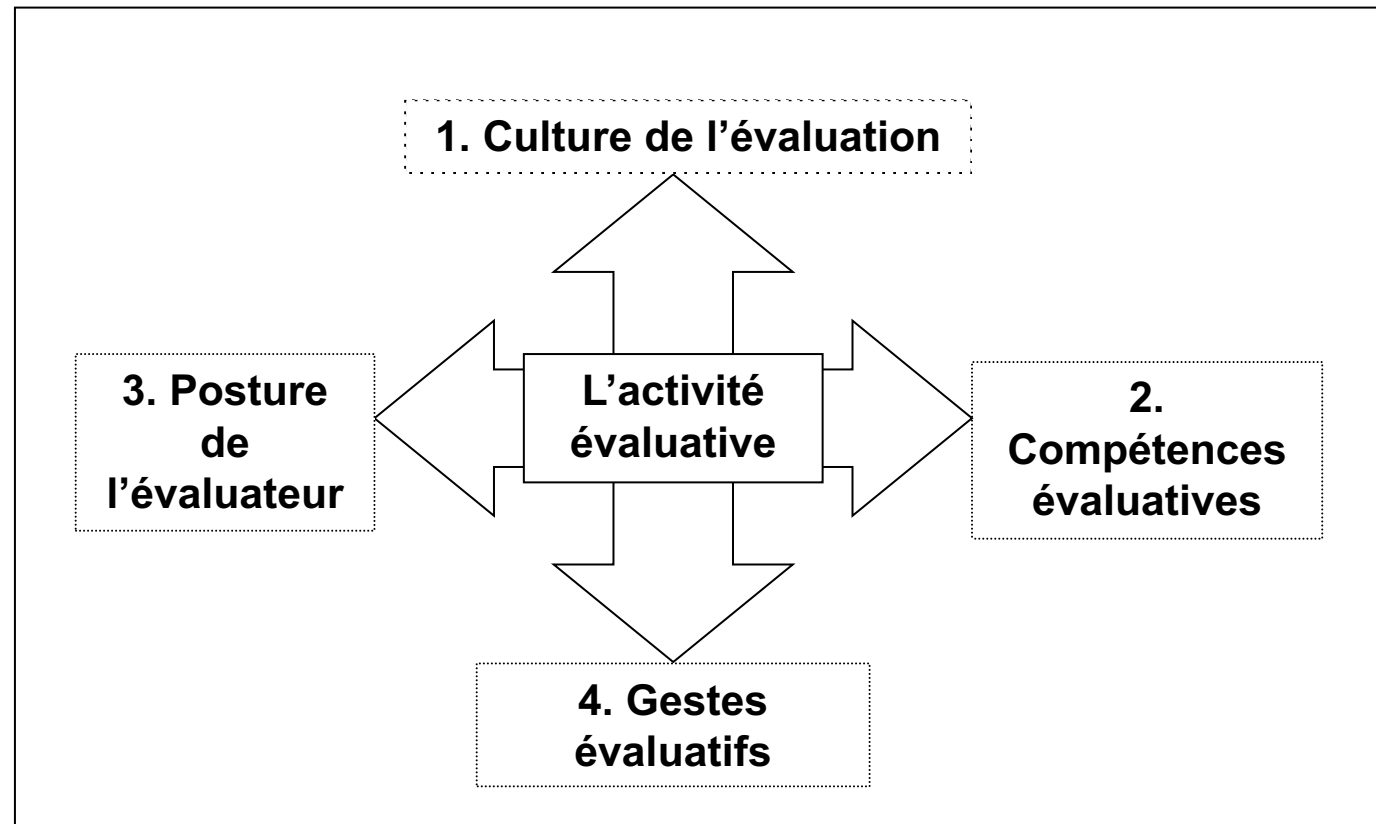 1. Culture de l’évaluation
3. Posture
de
l’évaluateur
L’activité
évaluative
2.
Compétences
évaluatives
4. Gestes
évaluatifs